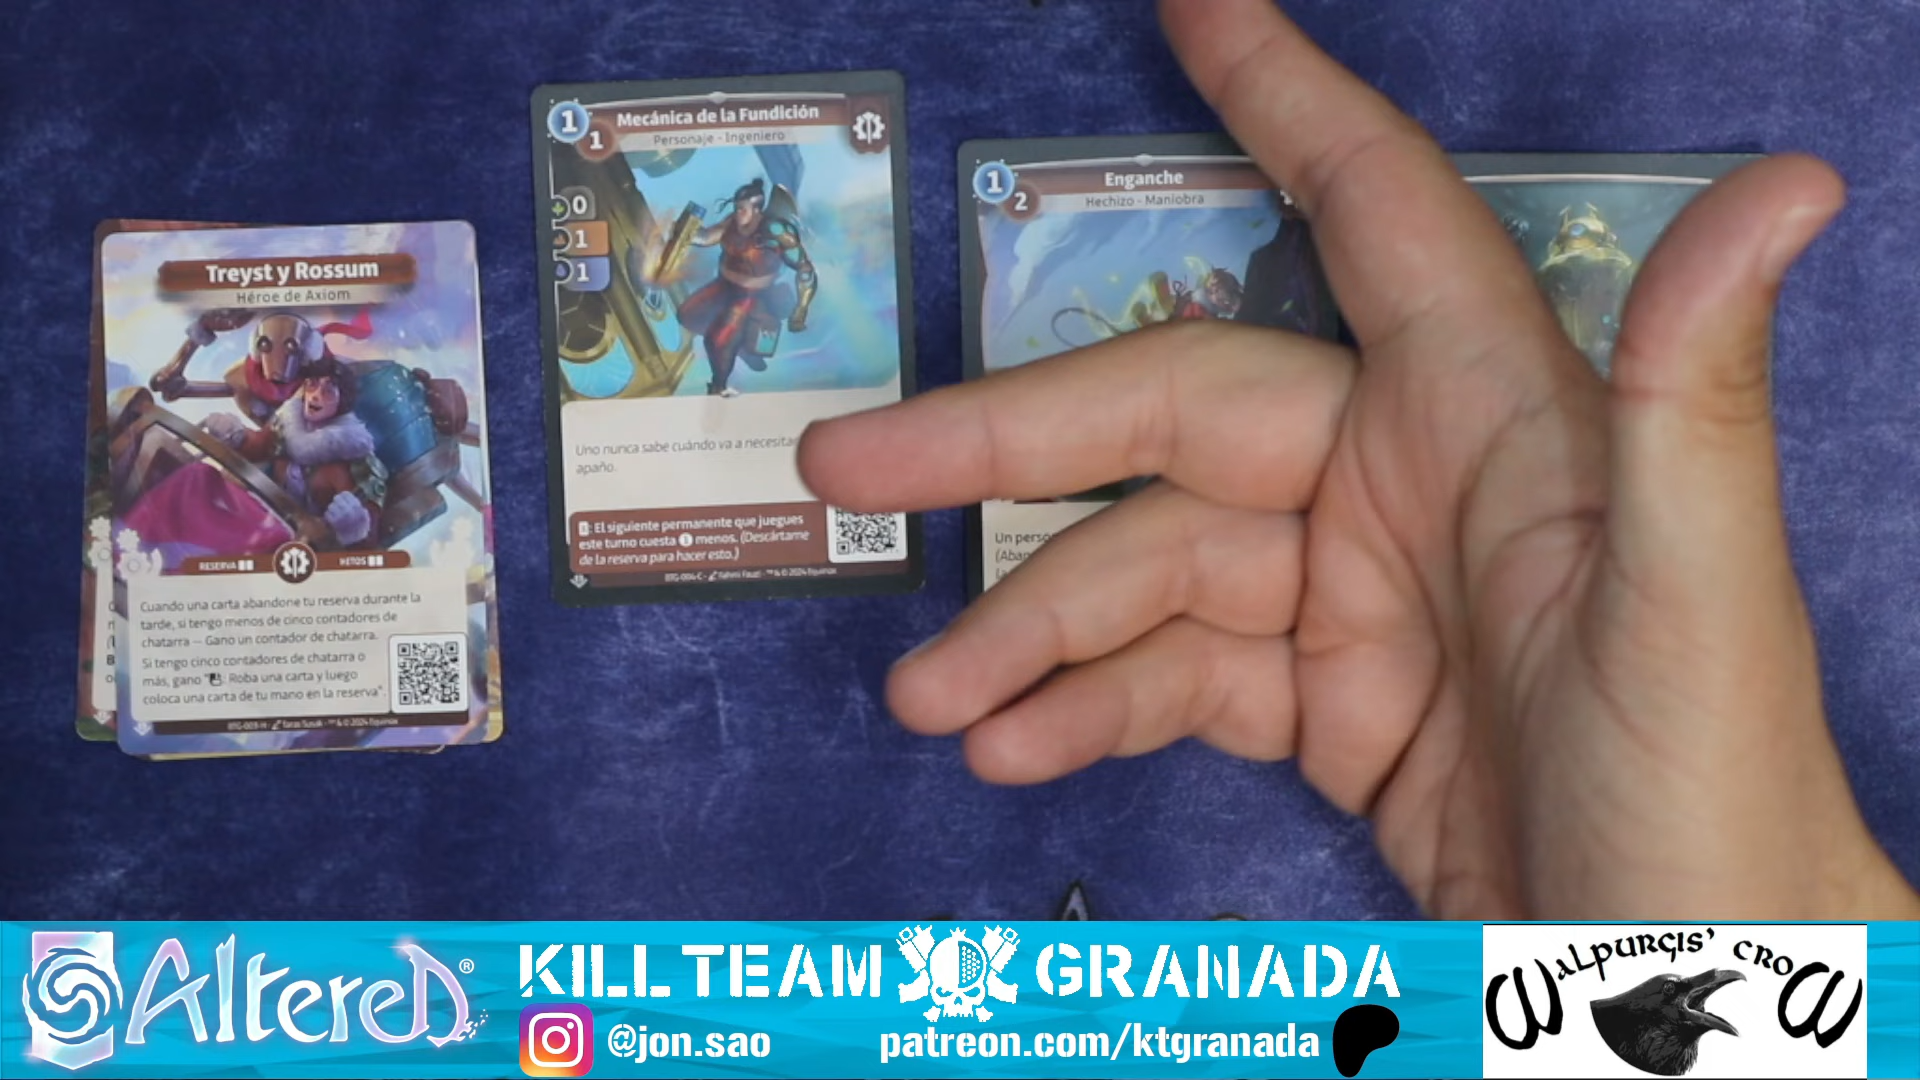 Treyst y Rossum
Héroe de Axiom
RESERVA
HITOS
Cuando una carta abandone tu reserva durante la
tarde, si tengo menos de cinco contadores de
chatarra — Gano un contador de chatarra.
Si tengo cinco contadores de chatarra o
más, gano ": Roba una carta y luego
coloca una carta de tu mano en la reserva".
1
1
Mecánica de la Fundición
Personaje - Ingeniero
0
1
1
Uno nunca sabe cuándo va a
apaño.
: El siguiente permanente que juegues
este turno cuesta 1 menos. (Descártame
de la reserva para hacer esto.)
1
2
Enganche
Hechizo - Maniobra
Un
Altered®
KILL TEAM GRANADA
@jon.sao
patreon.com/ktgranada
Walpurgis' Crow